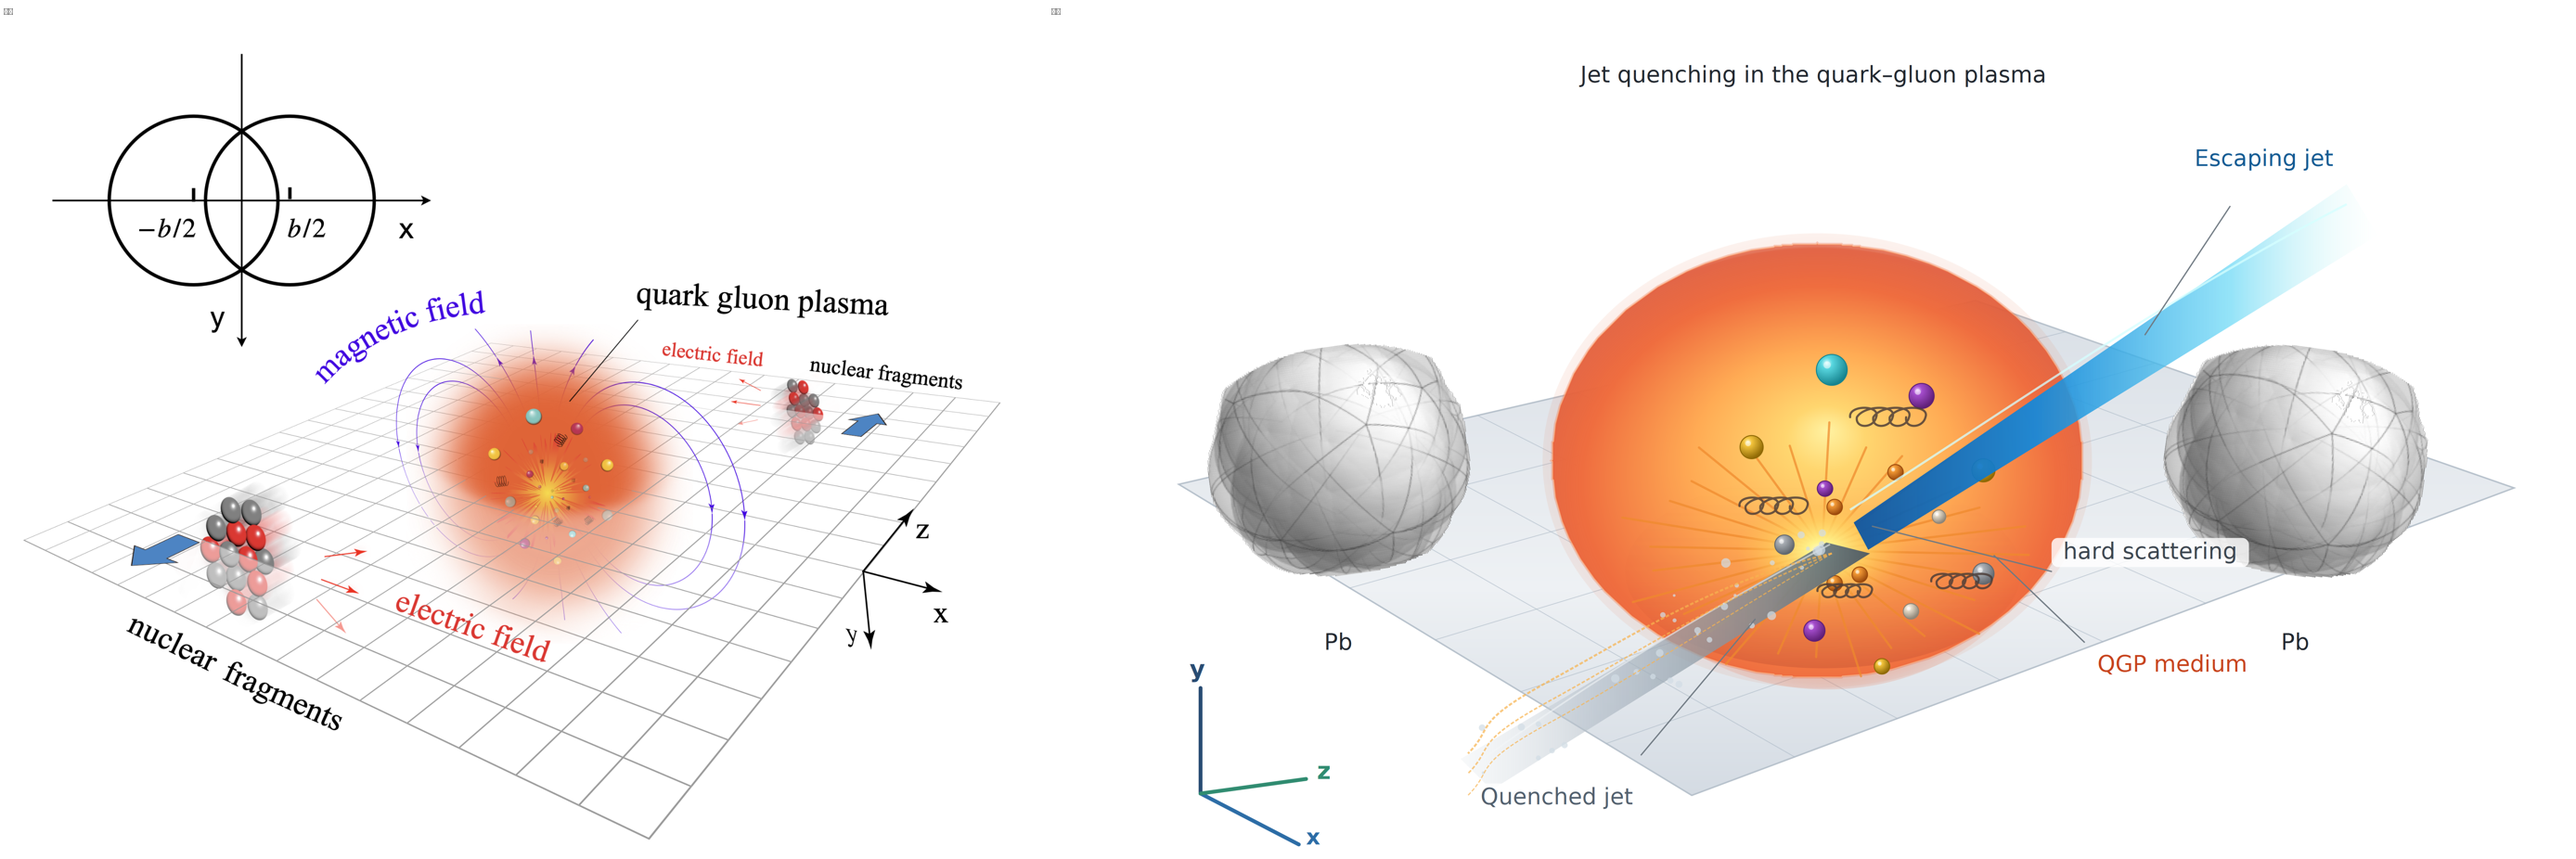 −b/2
b/2
x
y
magnetic field
quark gluon plasma
electric field
nuclear fragments
z
x
y
electric field
nuclear fragments
Jet quenching in the quark–gluon plasma
Escaping jet
hard scattering
Pb
Pb
QGP medium
y
z
x
Quenched jet